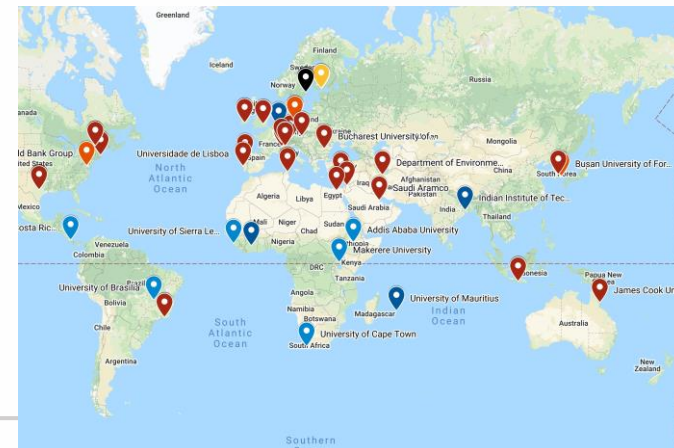 Greenland
Iceland
Finland
Norway
Russia
Bucharest University of
ld Bank Group
ited States
Universidade de Lisboa
France
Spain
Mongolia
China
South Korea
Busan University of For...
North
Atlantic
Ocean
Department of Environme...
Afghanistan
Pakistan
Iraq
Saudi Aramco
Saudi Arabia
Algeria
Libya
Egypt
Mexico
India
Indian Institute of Tec...
Thailand
osta Ric...
Mali
Niger
Chad
Sudan
University of Sierra Le...
Nigeria
Addis Ababa University
Ethiopia
Makerere University
Venezuela
Colombia
Kenya
DRC
Tanzania
Papua New
University of Brasilia
Bolivia
Angola
Namibia
Botswana
Madagascar
University of Mauritius
James Cook Un
Indian
Ocean
South
Atlantic
Ocean
Chile
University of Cape Town
South Africa
Australia
Argentina
New
Zealand
Southern